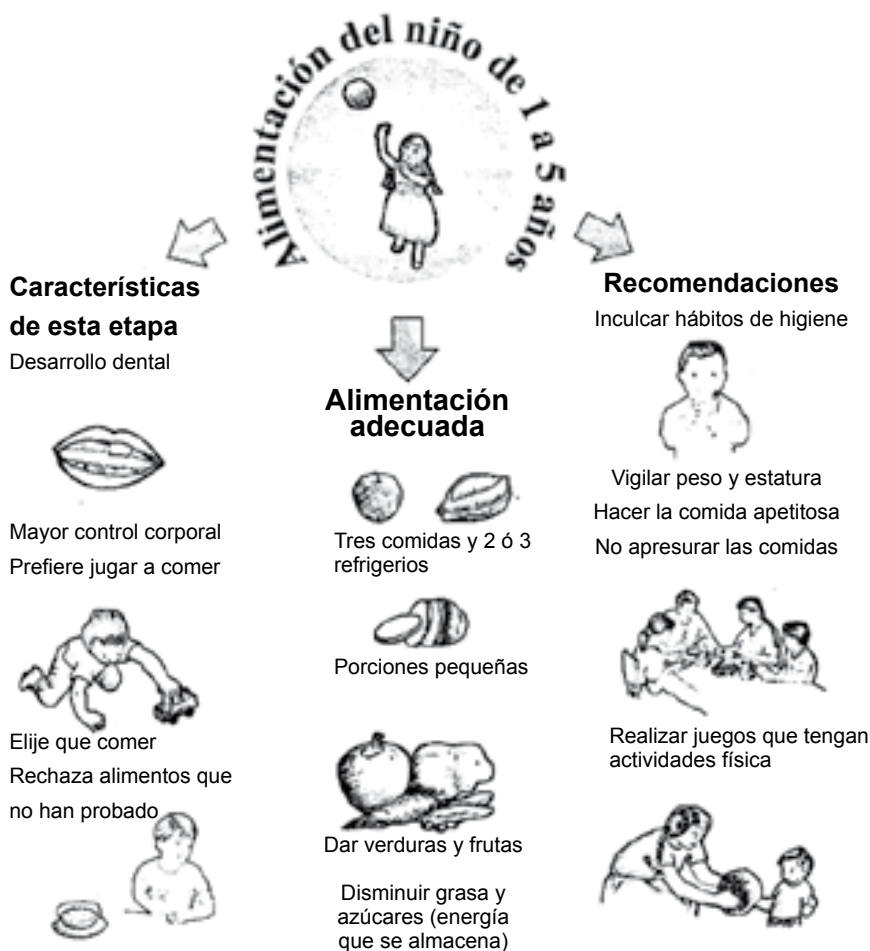 Alimentación del niño de 1 a 5 años
Características
de esta etapa
Desarrollo dental
Mayor control corporal
Prefiere jugar a comer
Elije que comer
Rechaza alimentos que
no han probado
Alimentación
adecuada
Tres comidas y 2 ó 3
refrigerios
Porciones pequeñas
Dar verduras y frutas
Disminuir grasa y
azúcares (energía
que se almacena)
Recomendaciones
Inculcar hábitos de higiene
Vigilar peso y estatura
Hacer la comida apetitosa
No apresurar las comidas
Realizar juegos que tengan
actividades física